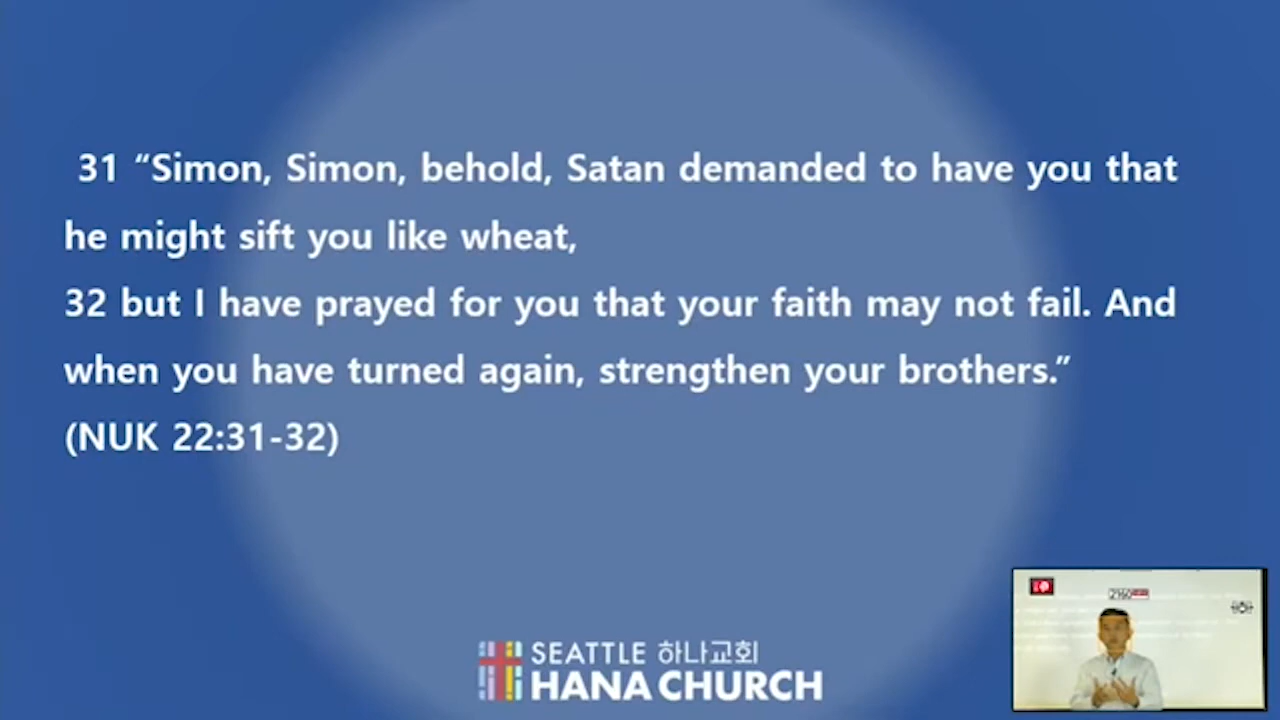 31 “Simon, Simon, behold, Satan demanded to have you that
he might sift you like wheat,
32 but I have prayed for you that your faith may not fail. And
when you have turned again, strengthen your brothers.”
(NUK 22:31-32)
SEATTLE 하나교회
HANA CHURCH
2160